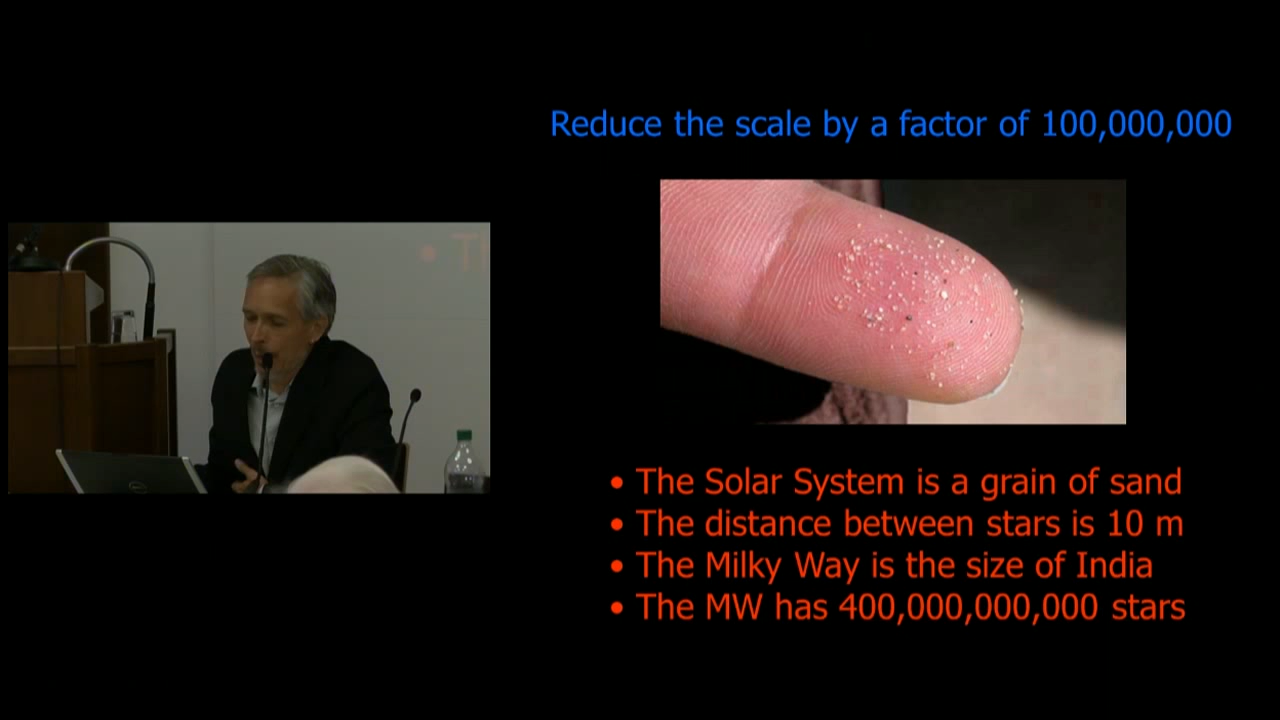 Reduce the scale by a factor of 100,000,000
• The Solar System is a grain of sand
• The distance between stars is 10 m
• The Milky Way is the size of India
• The MW has 400,000,000,000 stars